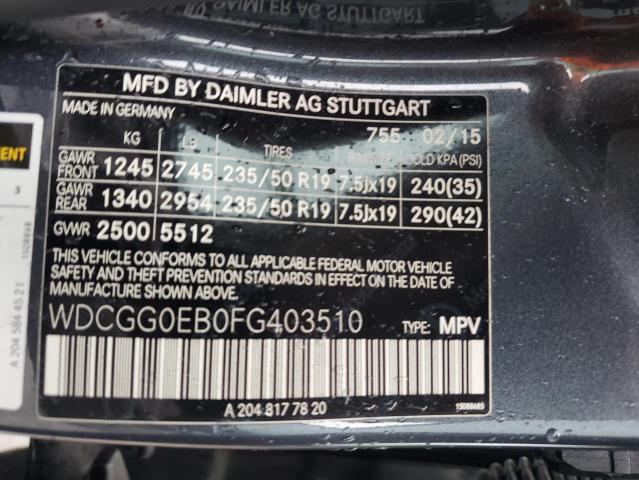 DAIMLER AG STUTTGART
MFD BY DAIMLER AG STUTTGART
MADE IN GERMANY 755 02/15
KG LB TIRES COLD KPA (PSI)
GAWR FRONT 1245 2745 235/50 R19 7.5Jx19 240(35)
GAWR REAR 1340 2954 235/50 R19 7.5Jx19 290(42)
GVWR 2500 5512
THIS VEHICLE CONFORMS TO ALL APPLICABLE FEDERAL MOTOR VEHICLE
SAFETY AND THEFT PREVENTION STANDARDS IN EFFECT ON THE DATE
OF MANUFACTURE SHOWN ABOVE.
WDCGG0EB0FG403510 TYPE: MPV
A 204 817 78 20
15088685
3
15088868
A 204 584 45 21